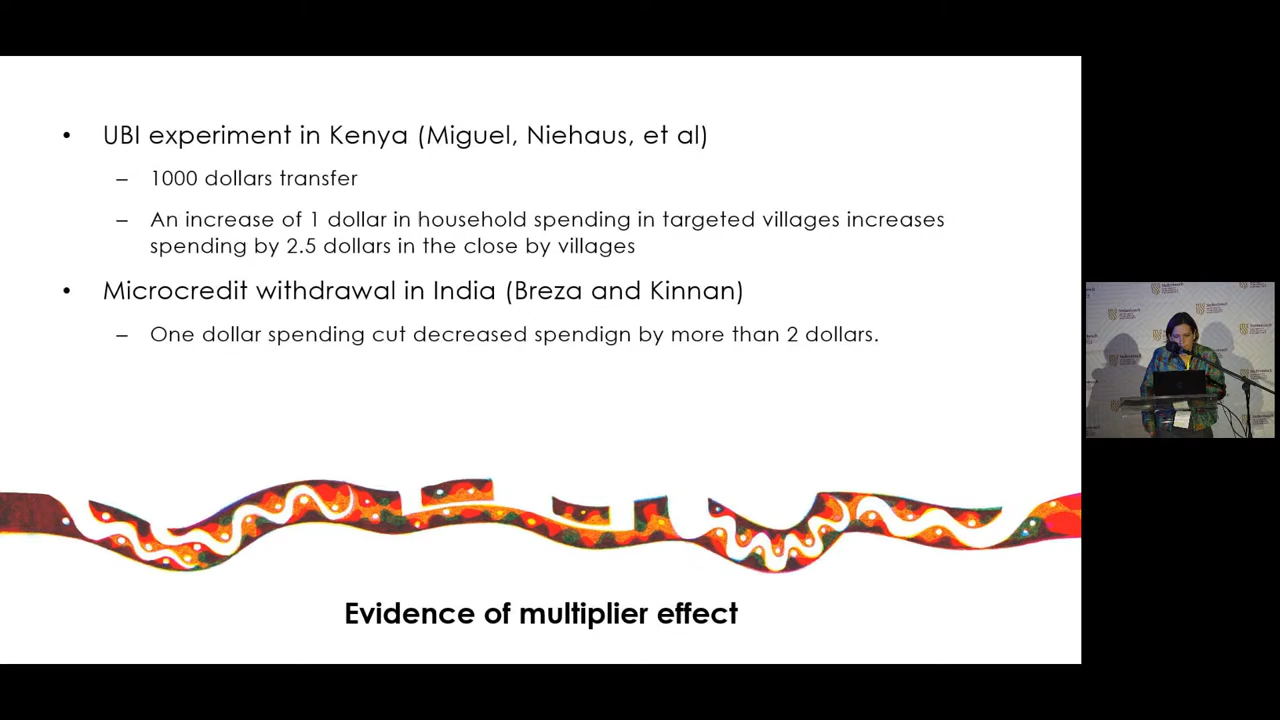 • UBI experiment in Kenya (Miguel, Niehaus, et al)
– 1000 dollars transfer
– An increase of 1 dollar in household spending in targeted villages increases
spending by 2.5 dollars in the close by villages
• Microcredit withdrawal in India (Breza and Kinnan)
– One dollar spending cut decreased spendign by more than 2 dollars.
Evidence of multiplier effect